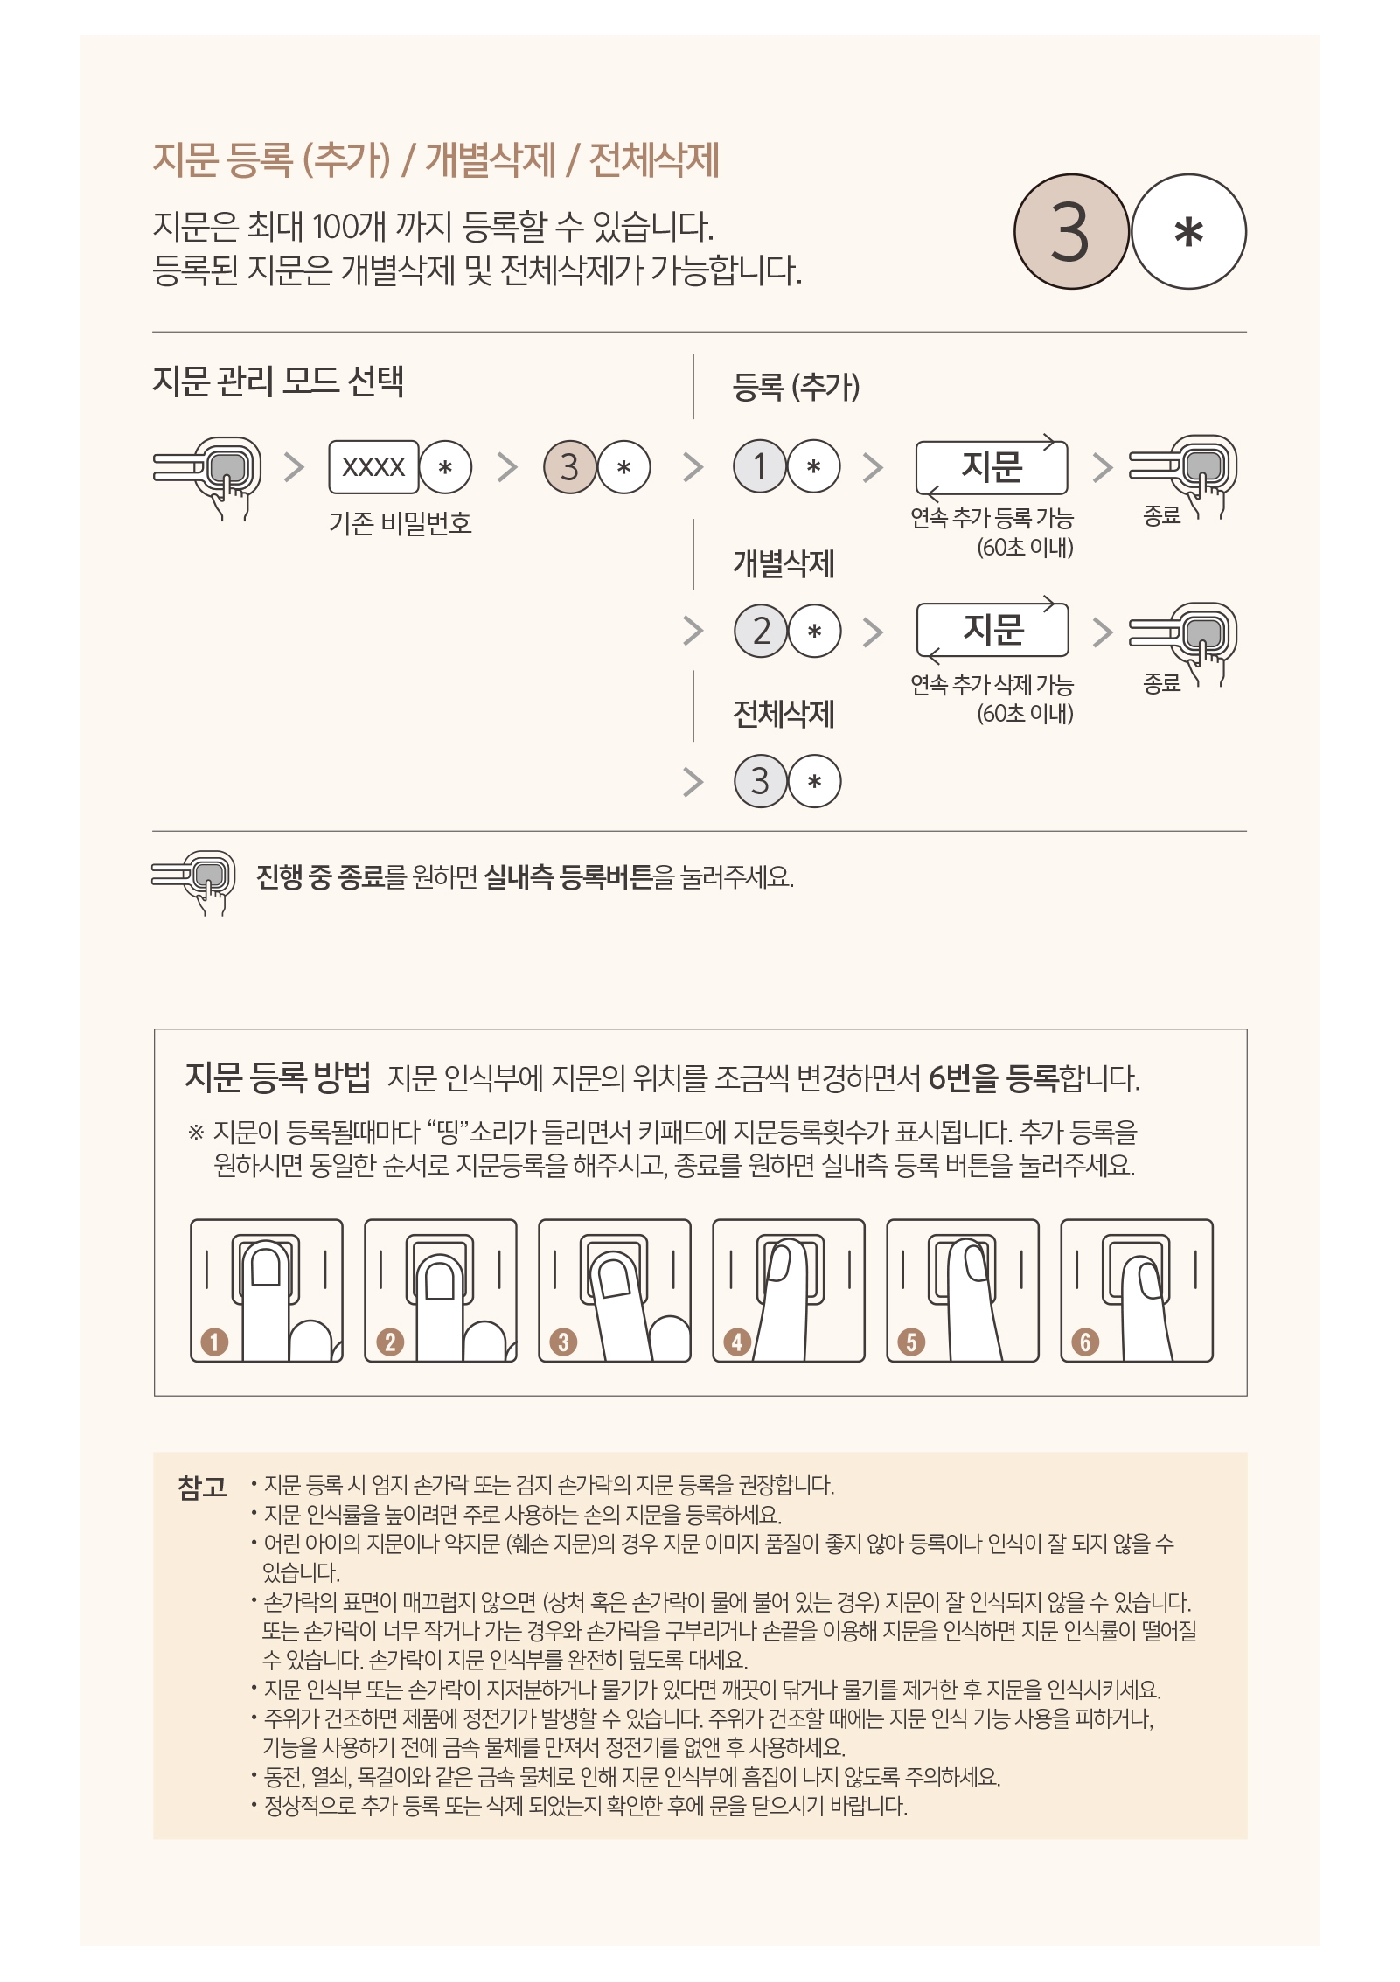 지문 등록 (추가) / 개별삭제 / 전체삭제
지문은 최대 100개 까지 등록할 수 있습니다.
등록된 지문은 개별삭제 및 전체삭제가 가능합니다.
3 *
지문 관리 모드 선택
XXXX *
기존 비밀번호
3 *
등록 (추가)
1 *
지문
연속 추가 등록 가능
(60초 이내)
종료
개별삭제
2 *
지문
연속 추가 삭제 가능
(60초 이내)
종료
전체삭제
3 *
진행 중 종료를 원하면 실내측 등록버튼을 눌러주세요.
지문 등록 방법 지문 인식부에 지문의 위치를 조금씩 변경하면서 6번을 등록합니다.
※ 지문이 등록될때마다 “띵”소리가 들리면서 키패드에 지문등록횟수가 표시됩니다. 추가 등록을
원하시면 동일한 순서로 지문등록을 해주시고, 종료를 원하면 실내측 등록 버튼을 눌러주세요.
1 2 3 4 5 6
참고 • 지문 등록 시 엄지 손가락 또는 검지 손가락의 지문 등록을 권장합니다.
• 지문 인식률을 높이려면 주로 사용하는 손의 지문을 등록하세요.
• 어린 아이의 지문이나 약지문 (훼손 지문)의 경우 지문 이미지 품질이 좋지 않아 등록이나 인식이 잘 되지 않을 수
있습니다.
• 손가락의 표면이 매끄럽지 않으면 (상처 혹은 손가락이 물에 불어 있는 경우) 지문이 잘 인식되지 않을 수 있습니다.
또는 손가락이 너무 작거나 가는 경우와 손가락을 구부리거나 손끝을 이용해 지문을 인식하면 지문 인식률이 떨어질
수 있습니다. 손가락이 지문 인식부를 완전히 덮도록 대세요.
• 지문 인식부 또는 손가락이 지저분하거나 물기가 있다면 깨끗이 닦거나 물기를 제거한 후 지문을 인식시키세요.
• 주위가 건조하면 제품에 정전기가 발생할 수 있습니다. 주위가 건조할 때에는 지문 인식 기능 사용을 피하거나,
기능을 사용하기 전에 금속 물체를 만져서 정전기를 없앤 후 사용하세요.
• 동전, 열쇠, 목걸이와 같은 금속 물체로 인해 지문 인식부에 흠집이 나지 않도록 주의하세요.
• 정상적으로 추가 등록 또는 삭제 되었는지 확인한 후에 문을 닫으시기 바랍니다.